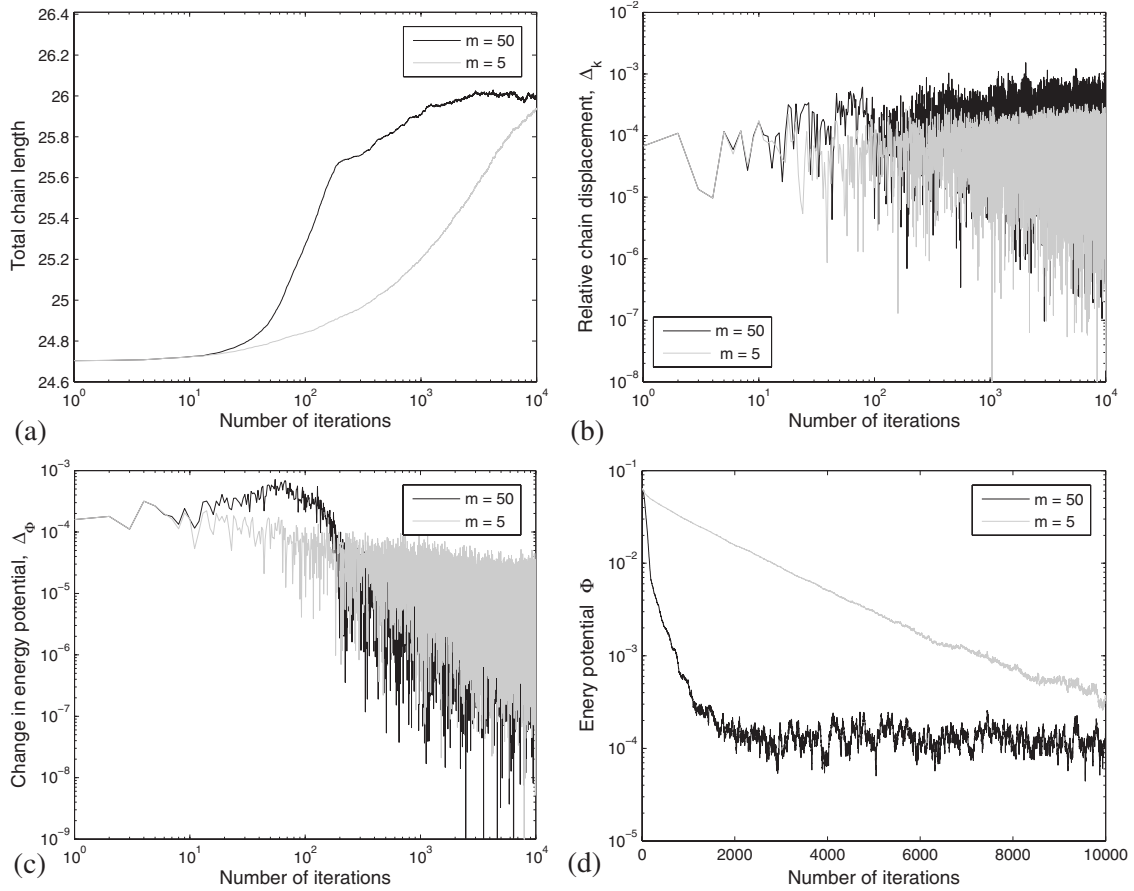 26.4
26.2
26
25.8
25.6
25.4
25.2
25
24.8
24.6
Total chain length
m = 50
m = 5
10^0
10^1
10^2
10^3
10^4
Number of iterations
(a)
10^-2
10^-3
10^-4
10^-5
10^-6
10^-7
10^-8
Relative chain displacement, Δ_k
m = 50
m = 5
10^0
10^1
10^2
10^3
10^4
Number of iterations
(b)
10^-3
10^-4
10^-5
10^-6
10^-7
10^-8
10^-9
Change in energy potential, Δ_Φ
m = 50
m = 5
10^0
10^1
10^2
10^3
10^4
Number of iterations
(c)
10^-1
10^-2
10^-3
10^-4
10^-5
Enery potential Φ
m = 50
m = 5
0
2000
4000
6000
8000
10000
Number of iterations
(d)